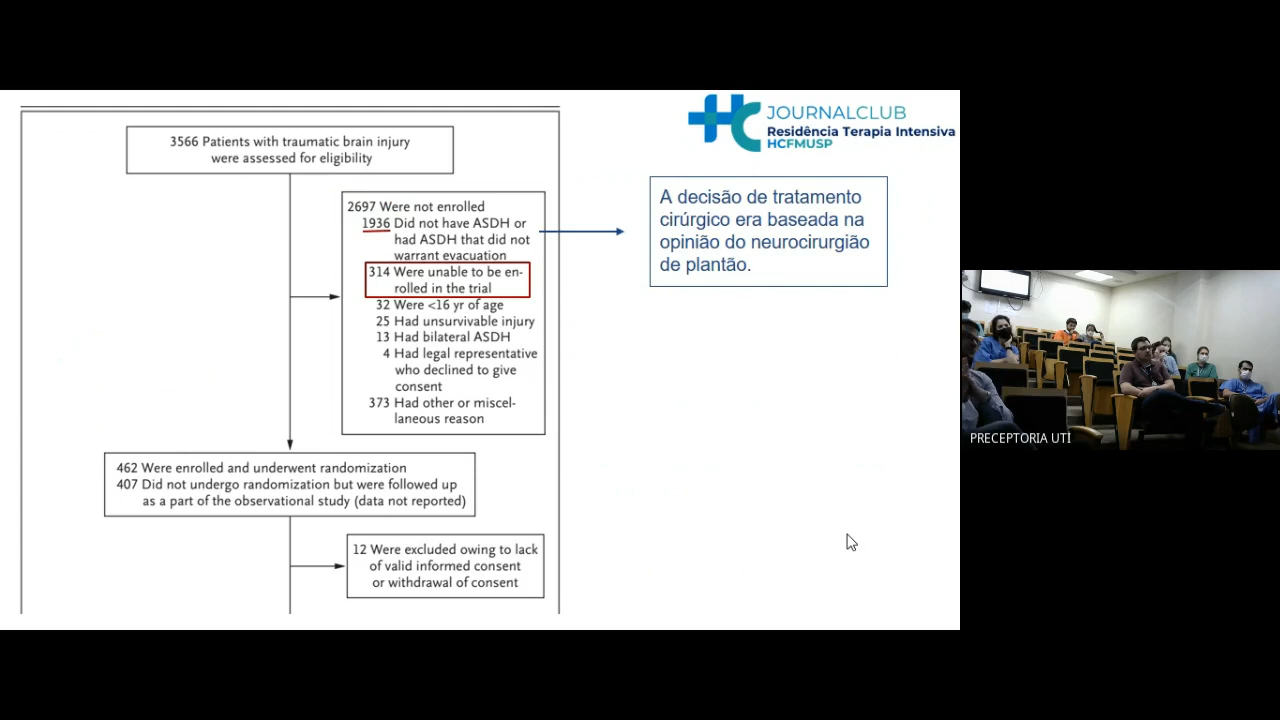 3566 Patients with traumatic brain injury
were assessed for eligibility
2697 Were not enrolled
1936 Did not have ASDH or
had ASDH that did not
warrant evacuation
314 Were unable to be en-
rolled in the trial
32 Were <16 yr of age
25 Had unsurvivable injury
13 Had bilateral ASDH
4 Had legal representative
who declined to give
consent
373 Had other or miscel-
laneous reason
462 Were enrolled and underwent randomization
407 Did not undergo randomization but were followed up
as a part of the observational study (data not reported)
12 Were excluded owing to lack
of valid informed consent
or withdrawal of consent
HC
JOURNALCLUB
Residência Terapia Intensiva
HCFMUSP
A decisão de tratamento
cirúrgico era baseada na
opinião do neurocirurgião
de plantão.
PRECEPTORIA UTI